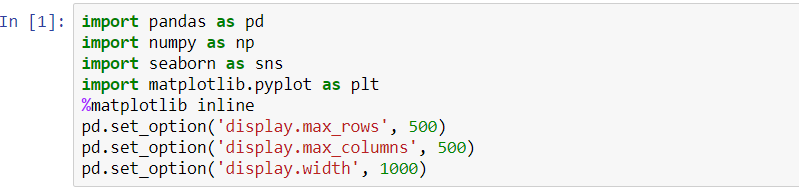 In [1]: import pandas as pd
import numpy as np
import seaborn as sns
import matplotlib.pyplot as plt
%matplotlib inline
pd.set_option('display.max_rows', 500)
pd.set_option('display.max_columns', 500)
pd.set_option('display.width', 1000)